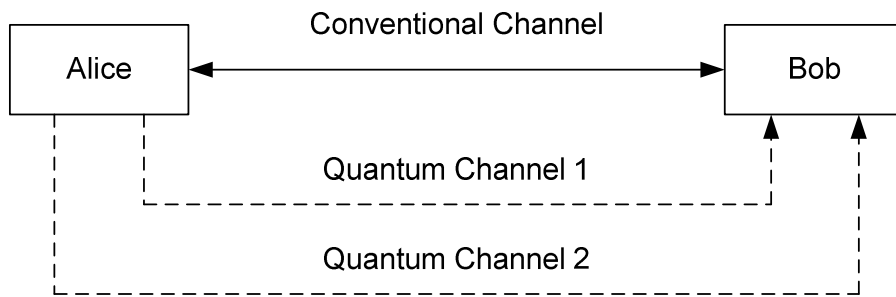 Conventional Channel
Alice
Bob
Quantum Channel 1
Quantum Channel 2